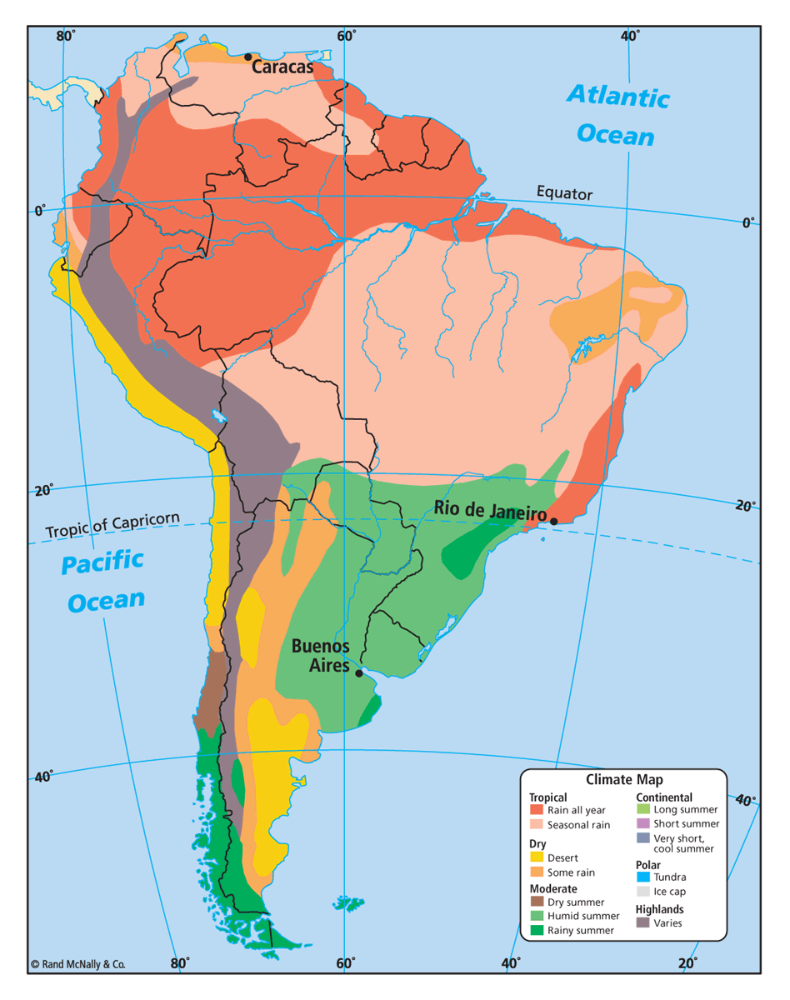 80°
60°
40°
Caracas
Atlantic
Ocean
Equator
0°
0°
20°
Rio de Janeiro
20°
Tropic of Capricorn
Pacific
Ocean
Buenos
Aires
40°
40°
Climate Map
Tropical
Rain all year
Seasonal rain
Dry
Desert
Some rain
Moderate
Dry summer
Humid summer
Rainy summer
Continental
Long summer
Short summer
Very short,
cool summer
Polar
Tundra
Ice cap
Highlands
Varies
© Rand McNally & Co.
80°
60°
40°
20°